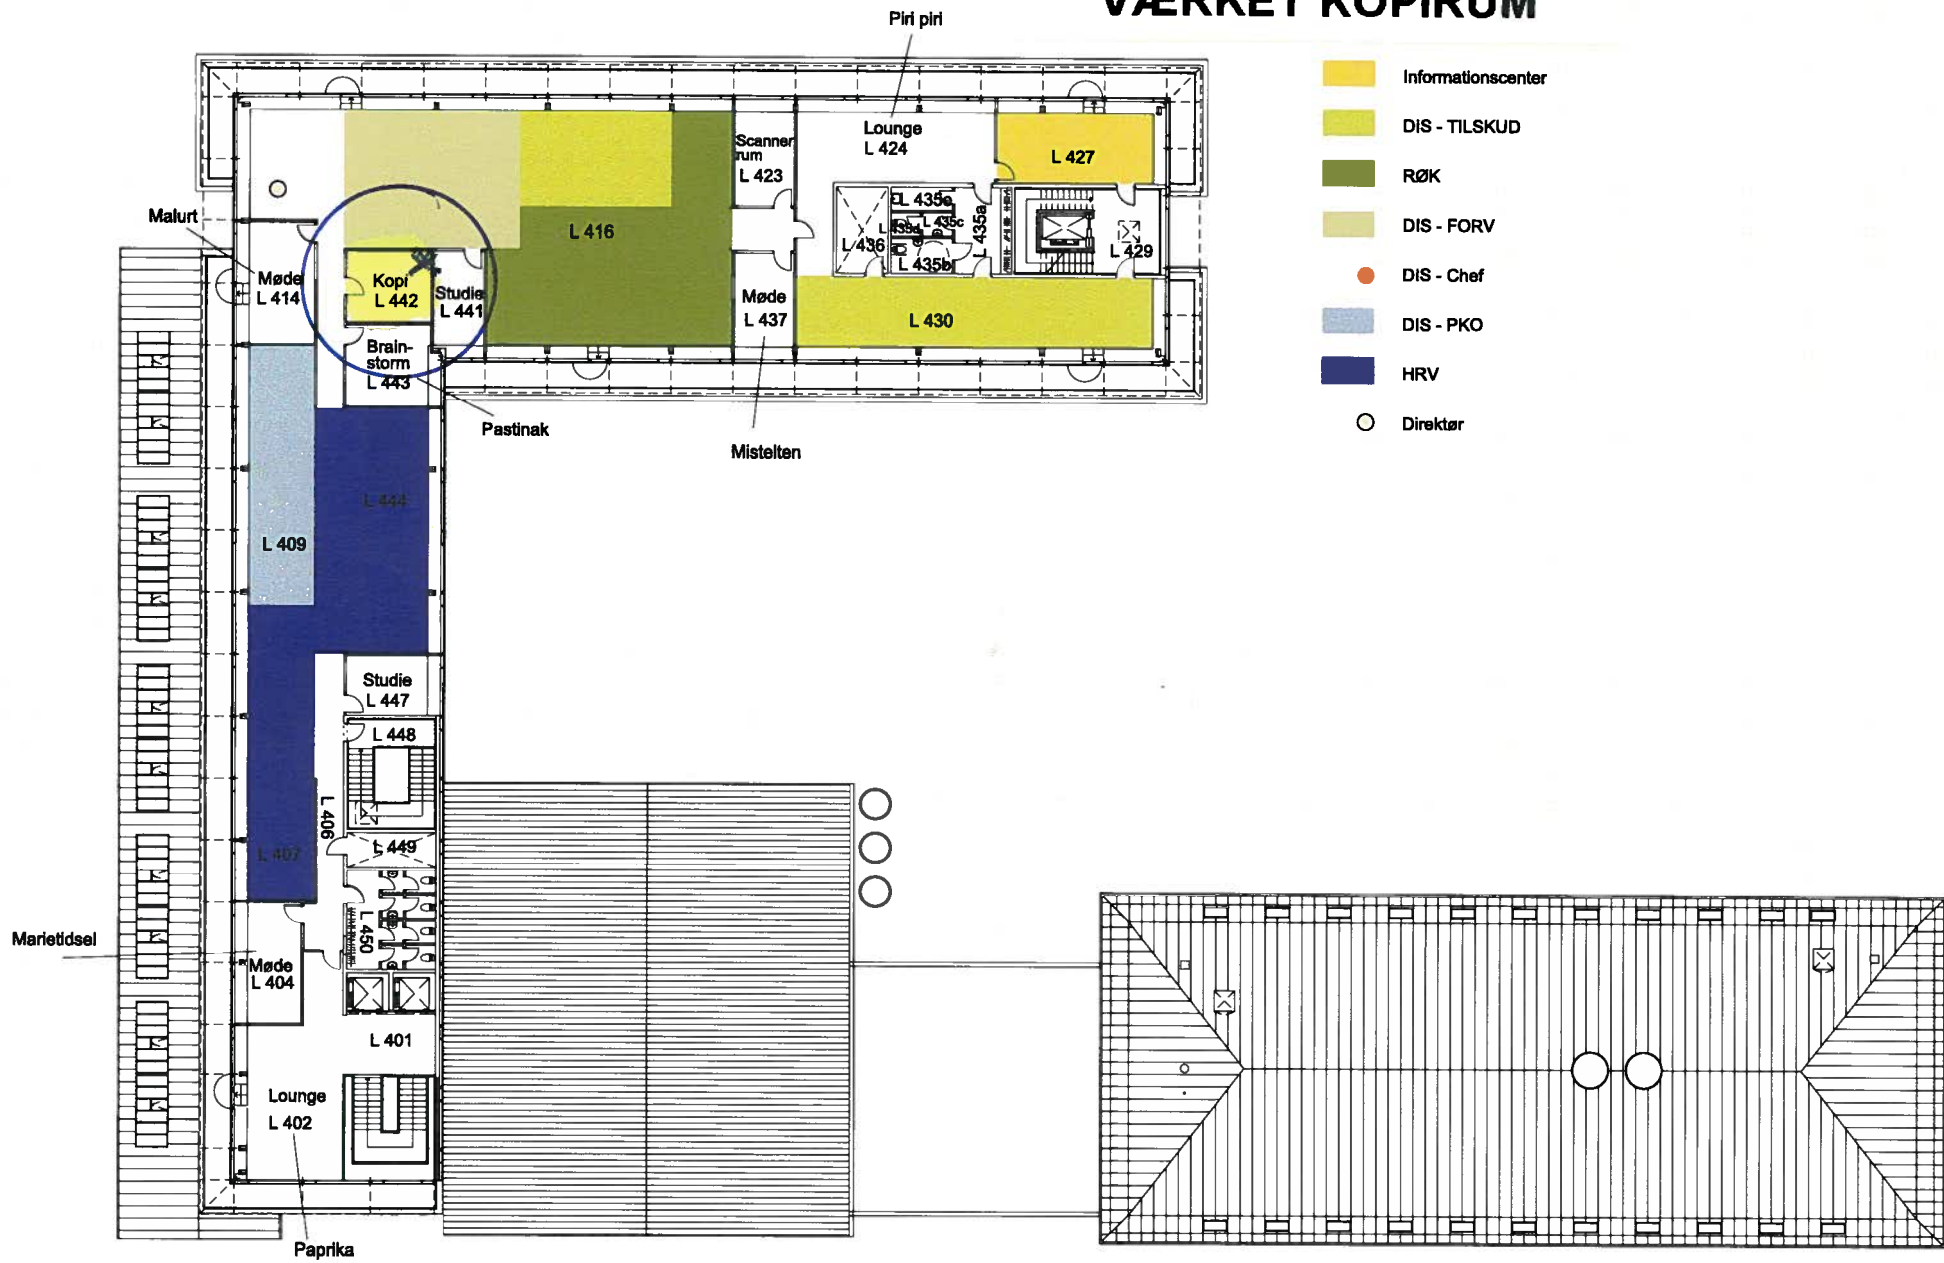 VÆRKET KOPIRUM
Piri piri
Informationscenter
DIS - TILSKUD
RØK
DIS - FORV
DIS - Chef
DIS - PKO
HRV
Direktør
Scanner
rum
L 423
Lounge
L 424
L 427
L 416
L 435e
L 435c
L 435a
L 436
L 435b
L 429
Malurt
Møde
L 414
Kopi
L 442
Studie
L 441
Møde
L 437
L 430
Brain-
storm
L 443
Pastinak
Mistelten
L 444
L 409
Studie
L 447
L 448
L 406
L 449
L 407
L 450
Marietidsel
Møde
L 404
L 401
Lounge
L 402
Paprika